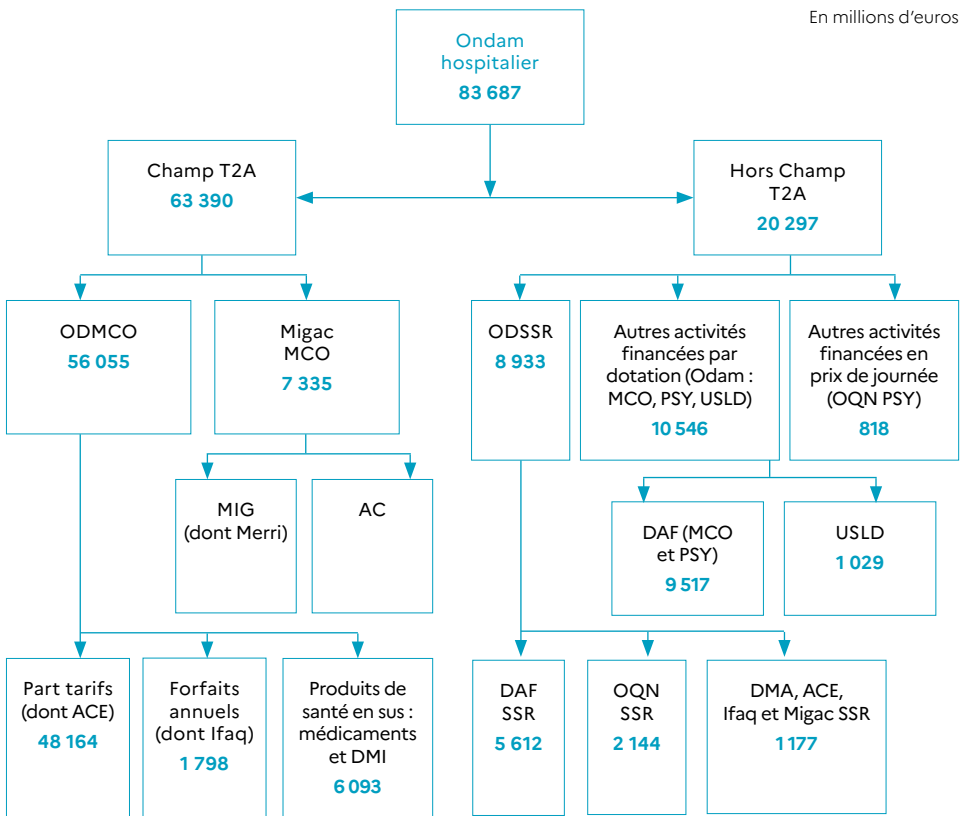 En millions d’euros
Ondam
hospitalier
83 687
Champ T2A
63 390
Hors Champ
T2A
20 297
ODMCO
56 055
Migac
MCO
7 335
ODSSR
8 933
Autres activités
financées par
dotation (Odam :
MCO, PSY, USLD)
10 546
Autres activités
financées en
prix de journée
(OQN PSY)
818
MIG
(dont Merri)
AC
DAF (MCO
et PSY)
9 517
USLD
1 029
Part tarifs
(dont ACE)
48 164
Forfaits
annuels
(dont Ifaq)
1 798
Produits de
santé en sus :
médicaments
et DMI
6 093
DAF
SSR
5 612
OQN
SSR
2 144
DMA, ACE,
Ifaq et Migac SSR
1 177